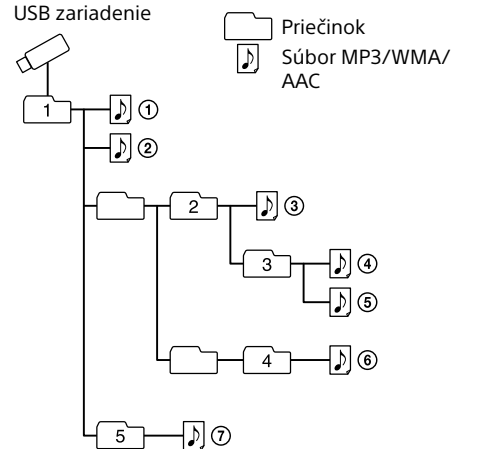 USB zariadenie
Priečinok
Súbor MP3/WMA/
AAC
1 ①
②
2 ③
3 ④
⑤
4 ⑥
5 ⑦